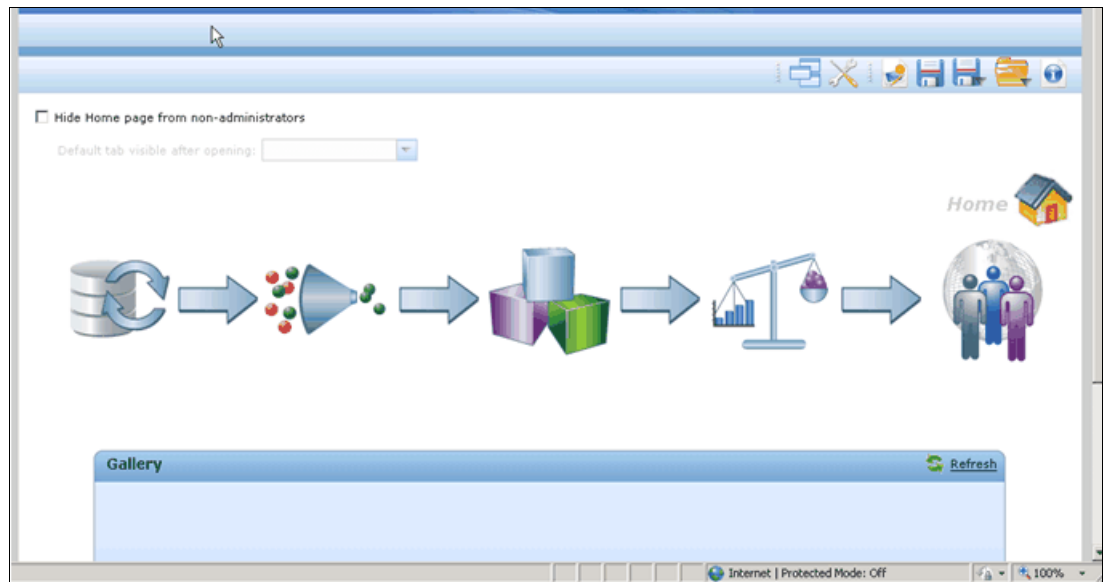 Hide Home page from non-administrators
Default tab visible after opening:
Home
Gallery
Refresh
Internet | Protected Mode: Off
100%